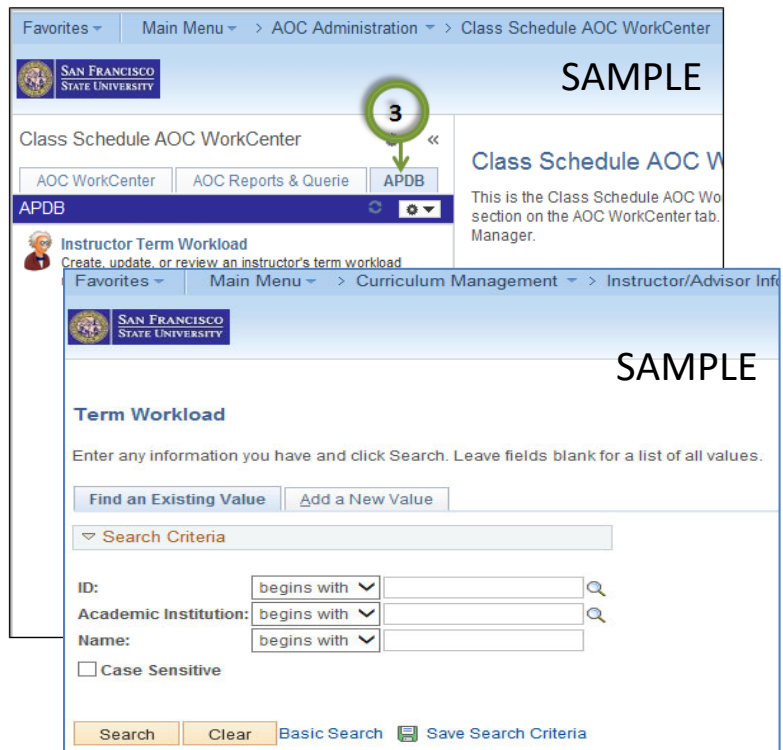 Favorites Main Menu > AOC Administration > Class Schedule AOC WorkCenter
SAN FRANCISCO
STATE UNIVERSITY
SAMPLE
3
Class Schedule AOC WorkCenter «
AOC WorkCenter AOC Reports & Querie APDB
APDB
Instructor Term Workload
Create, update, or review an instructor's term workload
Class Schedule AOC W
This is the Class Schedule AOC Wo
section on the AOC WorkCenter tab.
Manager.
Favorites Main Menu > Curriculum Management > Instructor/Advisor Info
SAN FRANCISCO
STATE UNIVERSITY
SAMPLE
Term Workload
Enter any information you have and click Search. Leave fields blank for a list of all values.
Find an Existing Value Add a New Value
Search Criteria
ID: begins with
Academic Institution: begins with
Name: begins with
Case Sensitive
Search Clear Basic Search Save Search Criteria